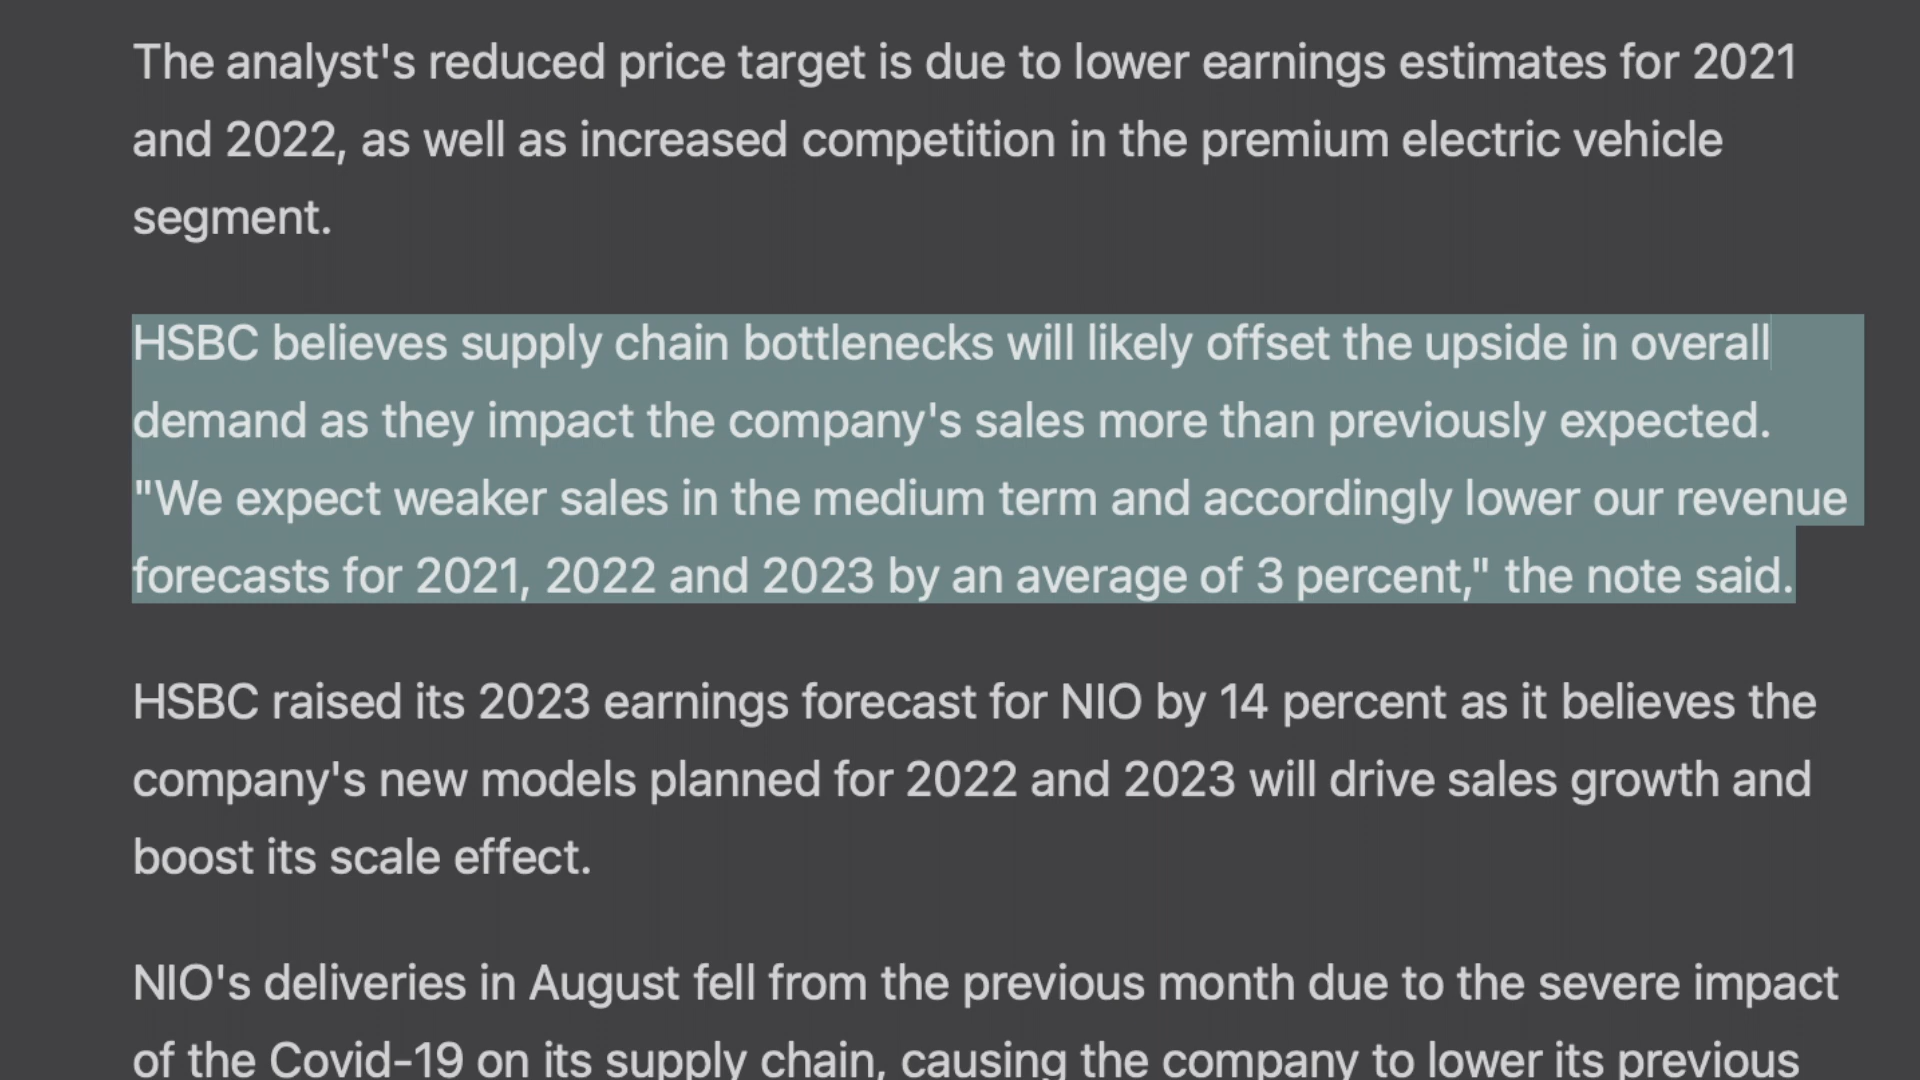 The analyst's reduced price target is due to lower earnings estimates for 2021
and 2022, as well as increased competition in the premium electric vehicle
segment.
HSBC believes supply chain bottlenecks will likely offset the upside in overall
demand as they impact the company's sales more than previously expected.
"We expect weaker sales in the medium term and accordingly lower our revenue
forecasts for 2021, 2022 and 2023 by an average of 3 percent," the note said.
HSBC raised its 2023 earnings forecast for NIO by 14 percent as it believes the
company's new models planned for 2022 and 2023 will drive sales growth and
boost its scale effect.
NIO's deliveries in August fell from the previous month due to the severe impact
of the Covid-19 on its supply chain, causing the company to lower its previous